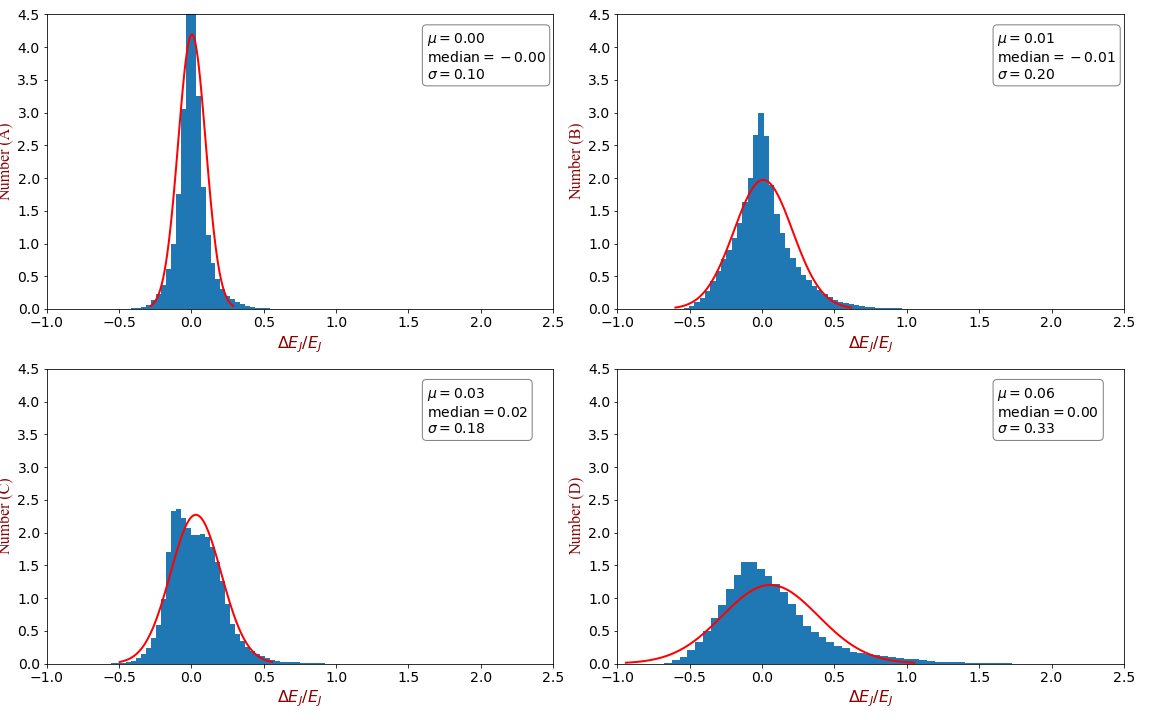 4.5
4.0
3.5
3.0
2.5
2.0
1.5
1.0
0.5
0.0
Number (A)
μ = 0.00
median = −0.00
σ = 0.10
−1.0 −0.5 0.0 0.5 1.0 1.5 2.0 2.5
ΔE_J/E_J
4.5
4.0
3.5
3.0
2.5
2.0
1.5
1.0
0.5
0.0
Number (B)
μ = 0.01
median = −0.01
σ = 0.20
−1.0 −0.5 0.0 0.5 1.0 1.5 2.0 2.5
ΔE_J/E_J
4.5
4.0
3.5
3.0
2.5
2.0
1.5
1.0
0.5
0.0
Number (C)
μ = 0.03
median = 0.02
σ = 0.18
−1.0 −0.5 0.0 0.5 1.0 1.5 2.0 2.5
ΔE_J/E_J
4.5
4.0
3.5
3.0
2.5
2.0
1.5
1.0
0.5
0.0
Number (D)
μ = 0.06
median = 0.00
σ = 0.33
−1.0 −0.5 0.0 0.5 1.0 1.5 2.0 2.5
ΔE_J/E_J